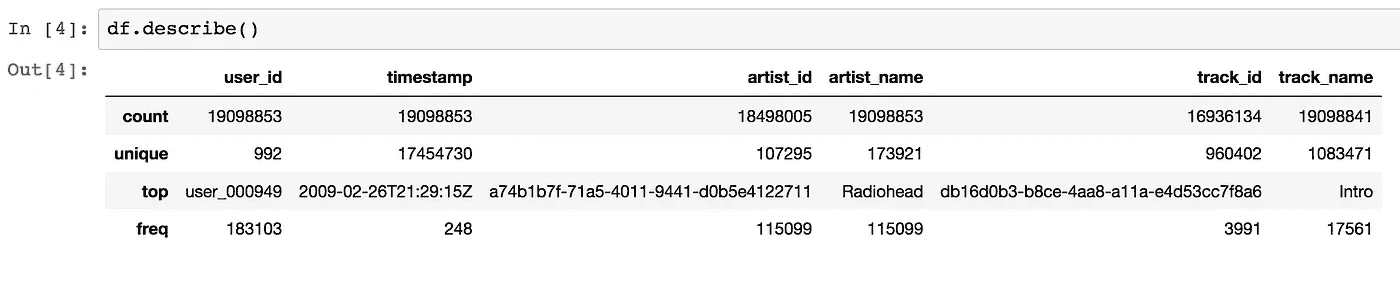 In [4]: df.describe()
Out[4]:
user_id timestamp artist_id artist_name track_id track_name
count 19098853 19098853 18498005 19098853 16936134 19098841
unique 992 17454730 107295 173921 960402 1083471
top user_000949 2009-02-26T21:29:15Z a74b1b7f-71a5-4011-9441-d0b5e4122711 Radiohead db16d0b3-b8ce-4aa8-a11a-e4d53cc7f8a6 Intro
freq 183103 248 115099 115099 3991 17561